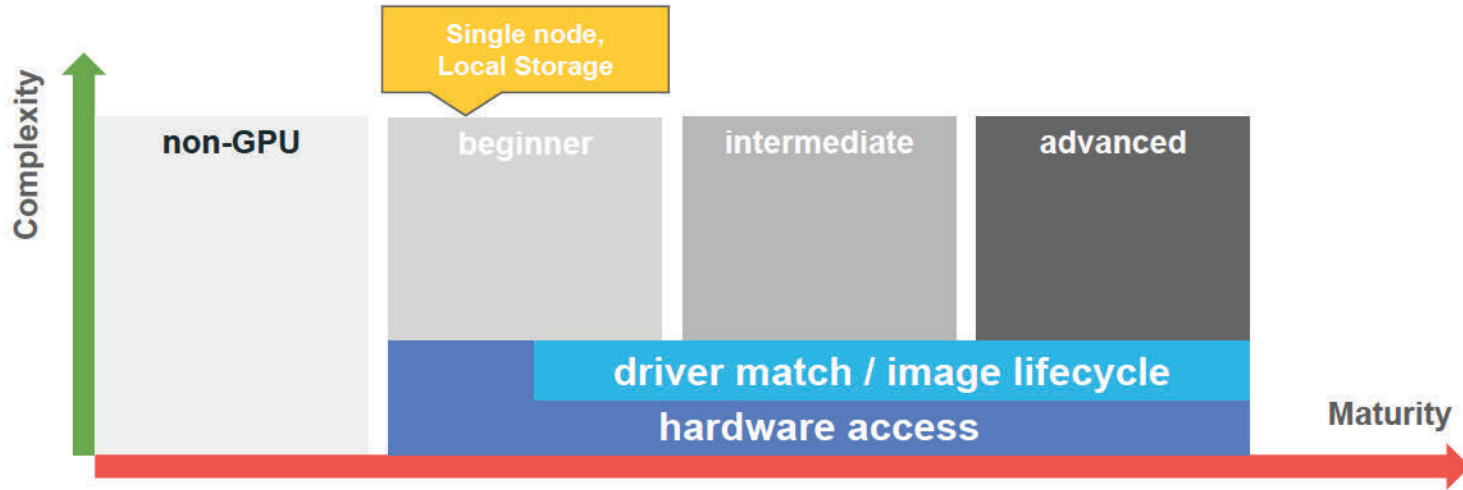 Single node,
Local Storage
Complexity
non-GPU
beginner
intermediate
advanced
driver match / image lifecycle
hardware access
Maturity